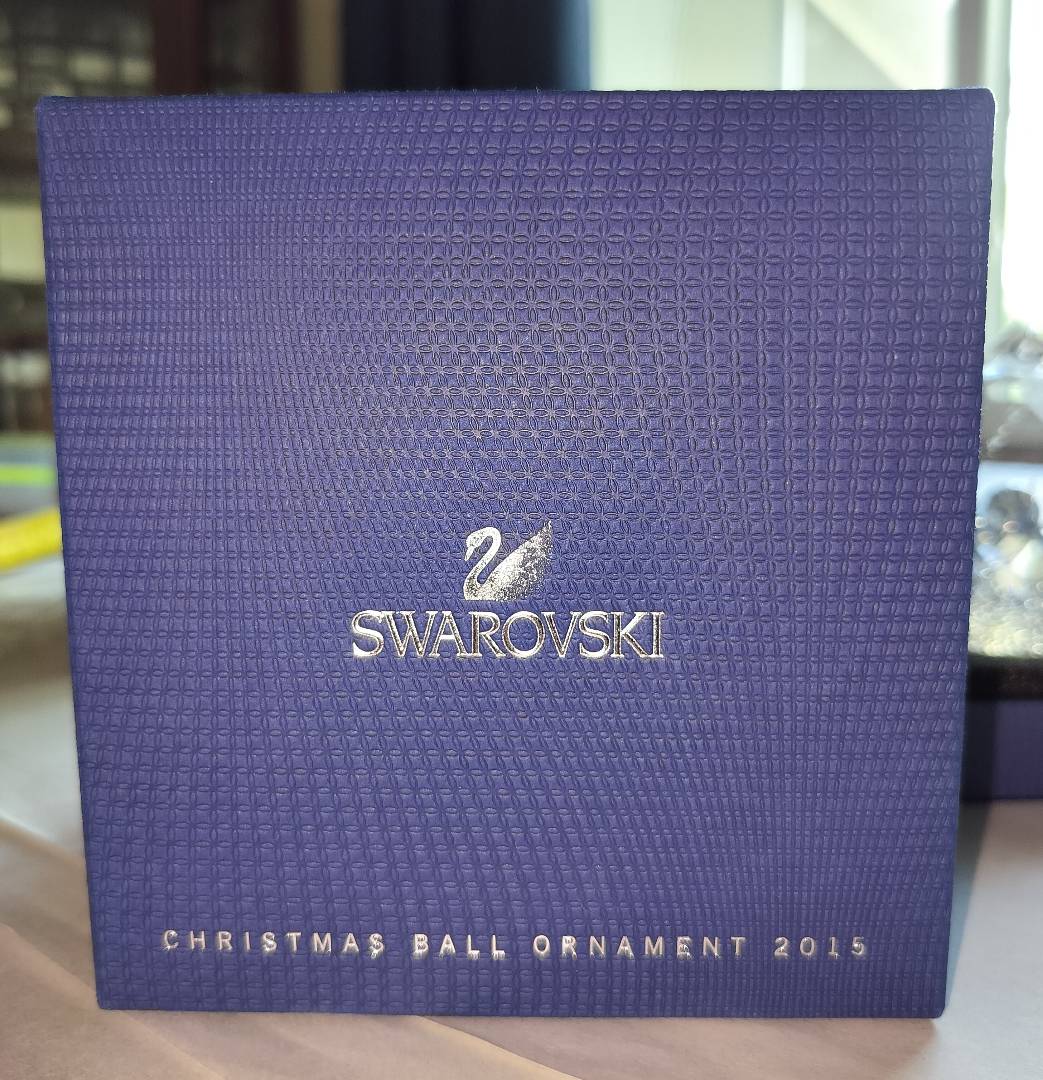 SWAROVSKI
CHRISTMAS BALL ORNAMENT 2015